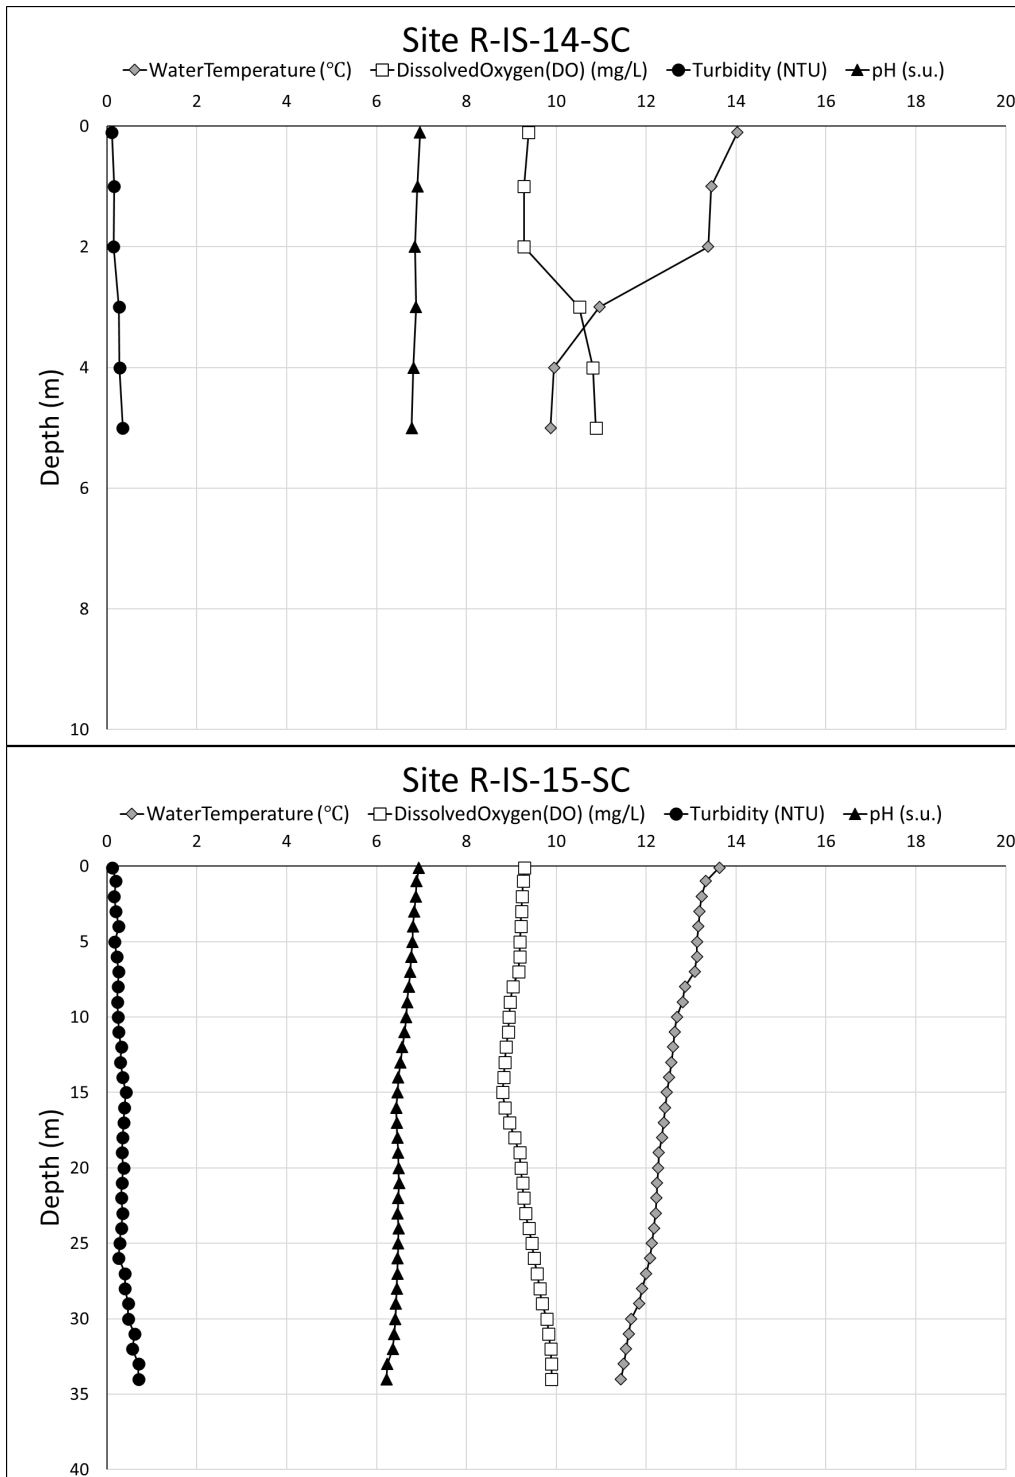 Site R-IS-14-SC
WaterTemperature (℃) DissolvedOxygen(DO) (mg/L) Turbidity (NTU) pH (s.u.)
0 2 4 6 8 10 12 14 16 18 20
0
2
4
6
8
10
Depth (m)
Site R-IS-15-SC
WaterTemperature (℃) DissolvedOxygen(DO) (mg/L) Turbidity (NTU) pH (s.u.)
0 2 4 6 8 10 12 14 16 18 20
0
5
10
15
20
25
30
35
40
Depth (m)